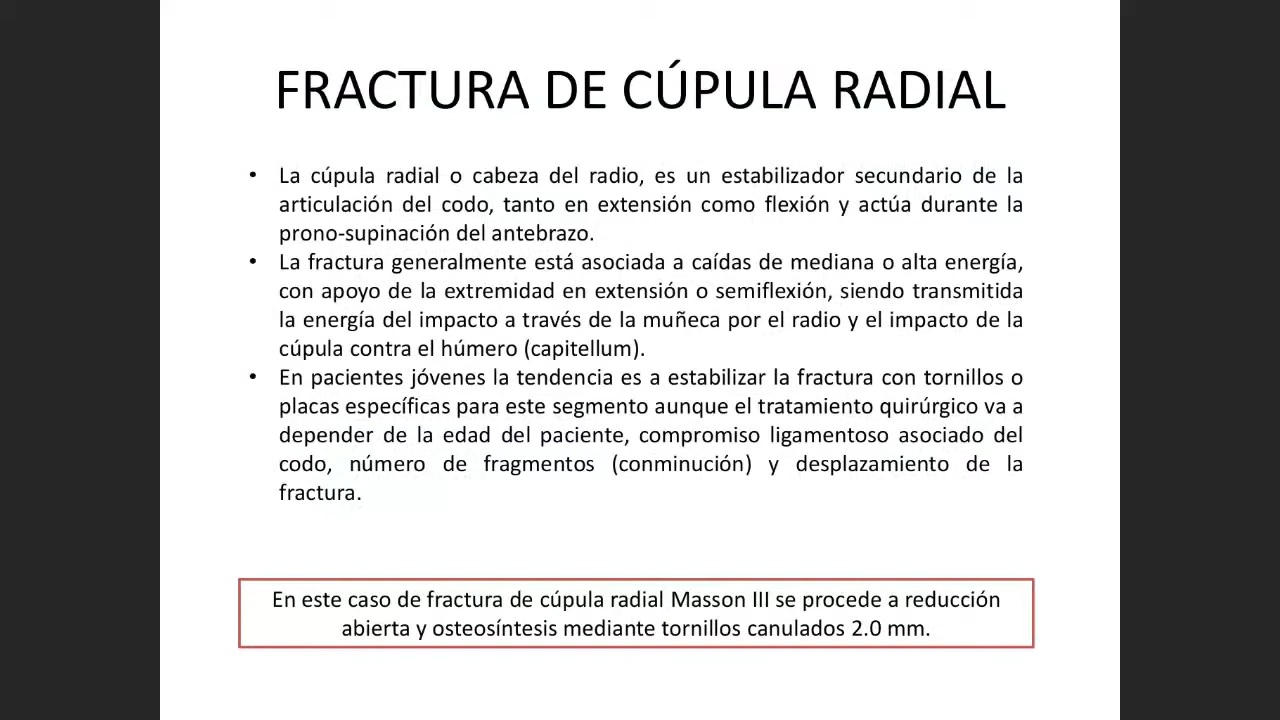 FRACTURA DE CÚPULA RADIAL
• La cúpula radial o cabeza del radio, es un estabilizador secundario de la
articulación del codo, tanto en extensión como flexión y actúa durante la
prono-supinación del antebrazo.
• La fractura generalmente está asociada a caídas de mediana o alta energía,
con apoyo de la extremidad en extensión o semiflexión, siendo transmitida
la energía del impacto a través de la muñeca por el radio y el impacto de la
cúpula contra el húmero (capitellum).
• En pacientes jóvenes la tendencia es a estabilizar la fractura con tornillos o
placas específicas para este segmento aunque el tratamiento quirúrgico va a
depender de la edad del paciente, compromiso ligamentoso asociado del
codo, número de fragmentos (conminución) y desplazamiento de la
fractura.
En este caso de fractura de cúpula radial Masson III se procede a reducción
abierta y osteosíntesis mediante tornillos canulados 2.0 mm.